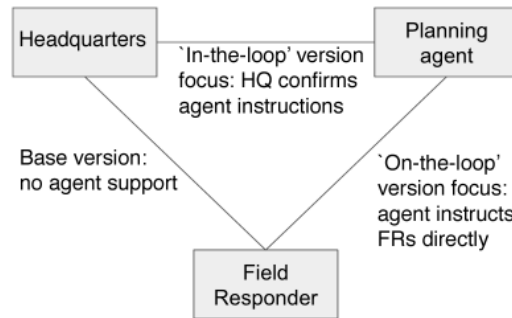 Headquarters
Planning
agent
`In-the-loop' version
focus: HQ confirms
agent instructions
Base version:
no agent support
`On-the-loop'
version focus:
agent instructs
FRs directly
Field
Responder